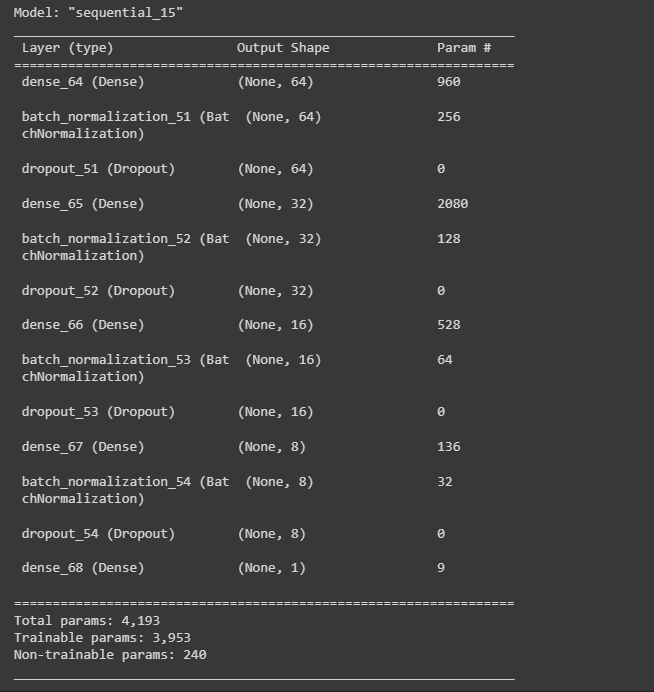 Model: "sequential_15"
Layer (type) Output Shape Param #
dense_64 (Dense) (None, 64) 960
batch_normalization_51 (Bat (None, 64) 256
chNormalization)
dropout_51 (Dropout) (None, 64) 0
dense_65 (Dense) (None, 32) 2080
batch_normalization_52 (Bat (None, 32) 128
chNormalization)
dropout_52 (Dropout) (None, 32) 0
dense_66 (Dense) (None, 16) 528
batch_normalization_53 (Bat (None, 16) 64
chNormalization)
dropout_53 (Dropout) (None, 16) 0
dense_67 (Dense) (None, 8) 136
batch_normalization_54 (Bat (None, 8) 32
chNormalization)
dropout_54 (Dropout) (None, 8) 0
dense_68 (Dense) (None, 1) 9
Total params: 4,193
Trainable params: 3,953
Non-trainable params: 240